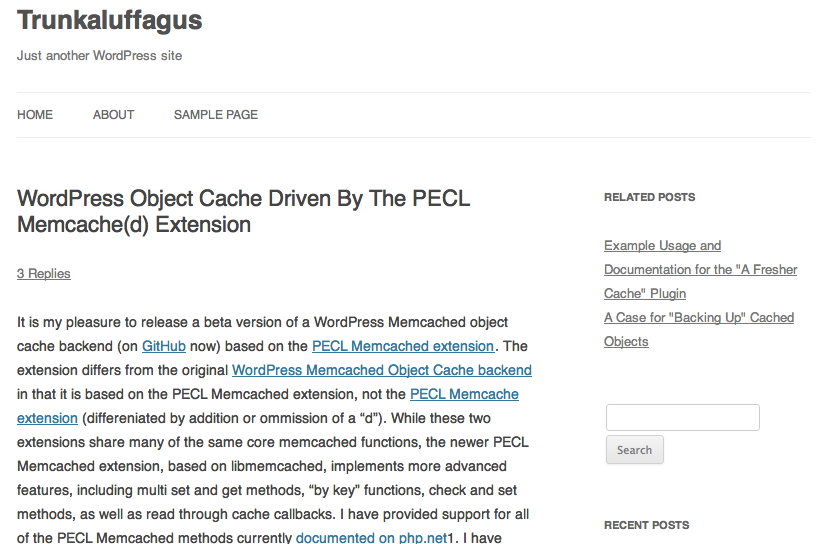 Trunkaluffagus
Just another WordPress site
HOME ABOUT SAMPLE PAGE
WordPress Object Cache Driven By The PECL
Memcache(d) Extension
3 Replies
It is my pleasure to release a beta version of a WordPress Memcached object
cache backend (on GitHub now) based on the PECL Memcached extension. The
extension differs from the original WordPress Memcached Object Cache backend
in that it is based on the PECL Memcached extension, not the PECL Memcache
extension (differeniated by addition or ommission of a “d”). While these two
extensions share many of the same core memcached functions, the newer PECL
Memcached extension, based on libmemcached, implements more advanced
features, including multi set and get methods, “by key” functions, check and set
methods, as well as read through cache callbacks. I have provided support for all
of the PECL Memcached methods currently documented on php.net1. I have
RELATED POSTS
Example Usage and
Documentation for the "A Fresher
Cache" Plugin
A Case for "Backing Up" Cached
Objects
Search
RECENT POSTS